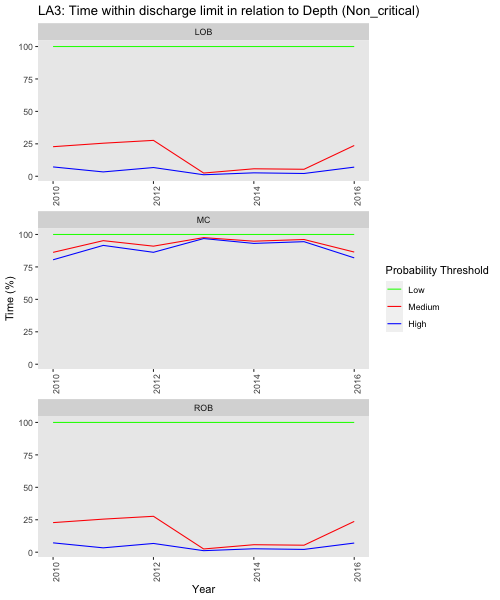 LA3: Time within discharge limit in relation to Depth (Non_critical)
LOB
100
75
50
25
0
2010
2012
2014
2016
MC
100
75
50
25
0
2010
2012
2014
2016
ROB
100
75
50
25
0
2010
2012
2014
2016
Time (%)
Year
Probability Threshold
Low
Medium
High